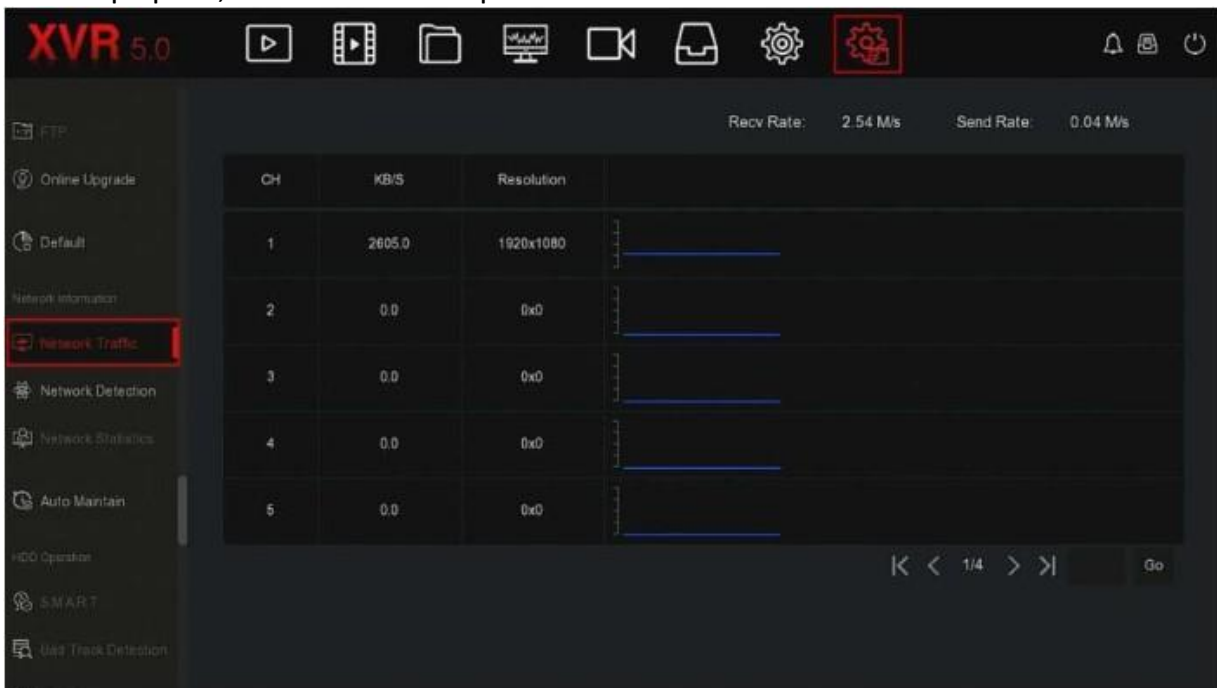 XVR 5.0
Recv Rate: 2.54 M/s Send Rate: 0.04 M/s
FTP
Online Upgrade
Default
Network Information
Network Traffic
Network Detection
Network Statistics
Auto Maintain
HDD Operation
S.M.A.R.T
Bad Track Detection
CH KB/S Resolution
1 2605.0 1920x1080
2 0.0 0x0
3 0.0 0x0
4 0.0 0x0
5 0.0 0x0
1/4 Go